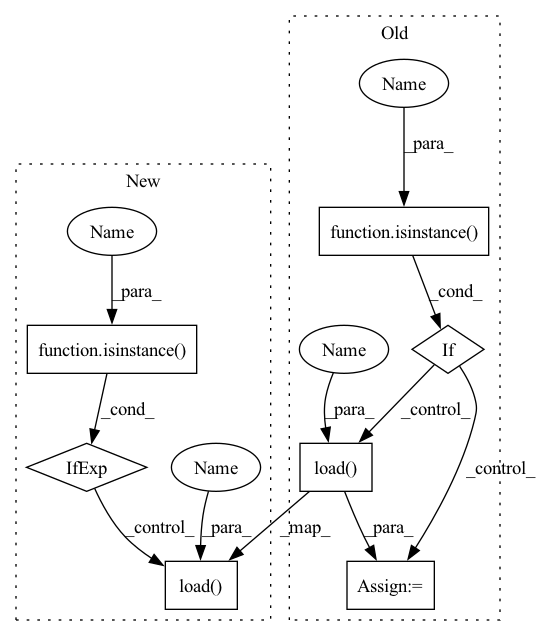 Old
Name
_para_
New
Name
function.isinstance()
_para_
_cond_
function.isinstance()
Name
If
_cond_
_para_
_control_
IfExp
Name
load()
_control_
_control_
_para_
_map_
_para_
load()
Assign:=